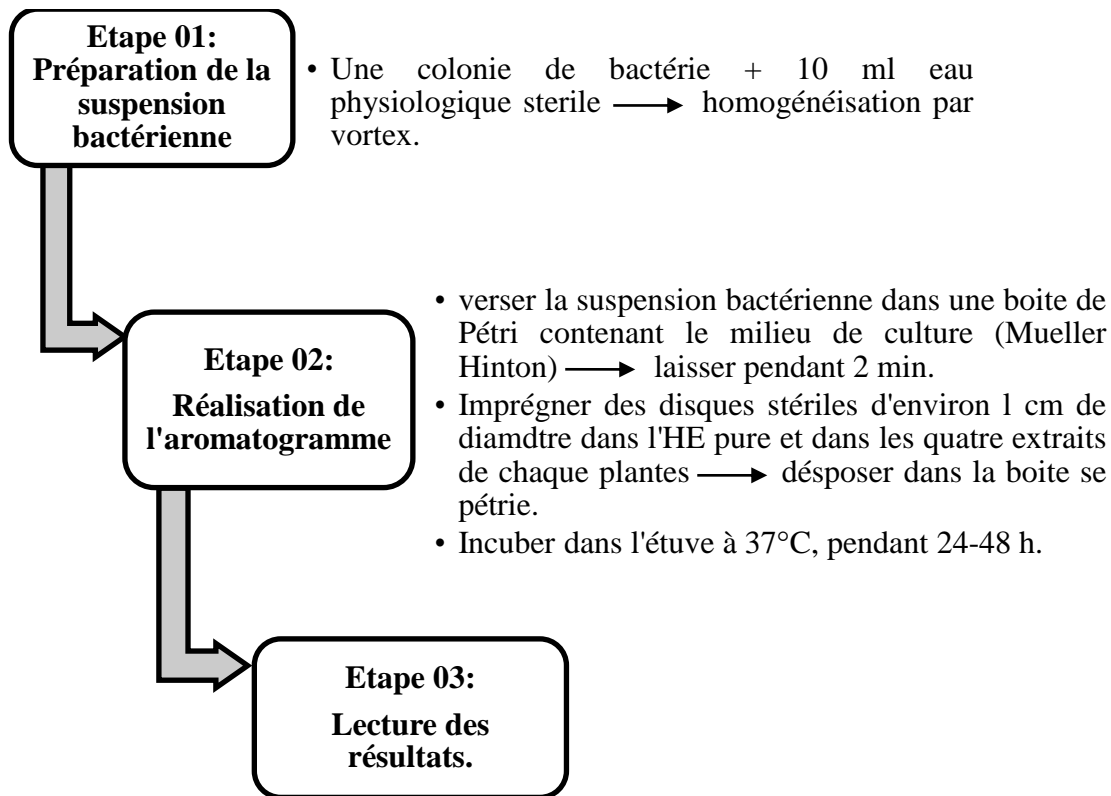 Etape 01:
Préparation de la
suspension
bactérienne
• Une colonie de bactérie + 10 ml eau
physiologique sterile → homogénéisation par
vortex.
Etape 02:
Réalisation de
l'aromatogramme
• verser la suspension bactérienne dans une boite de
Pétri contenant le milieu de culture (Mueller
Hinton) → laisser pendant 2 min.
• Imprégner des disques stériles d'environ l cm de
diamdtre dans l'HE pure et dans les quatre extraits
de chaque plantes → désposer dans la boite se
pétrie.
• Incuber dans l'étuve à 37°C, pendant 24-48 h.
Etape 03:
Lecture des
résultats.